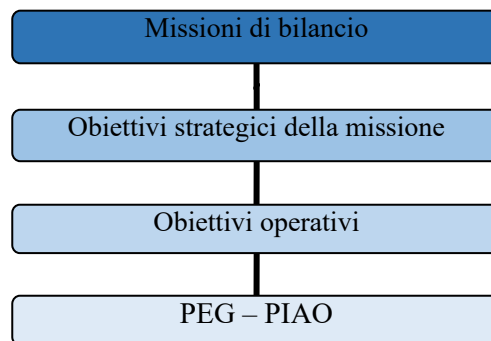 Missioni di bilancio
Obiettivi strategici della missione
Obiettivi operativi
PEG – PIAO